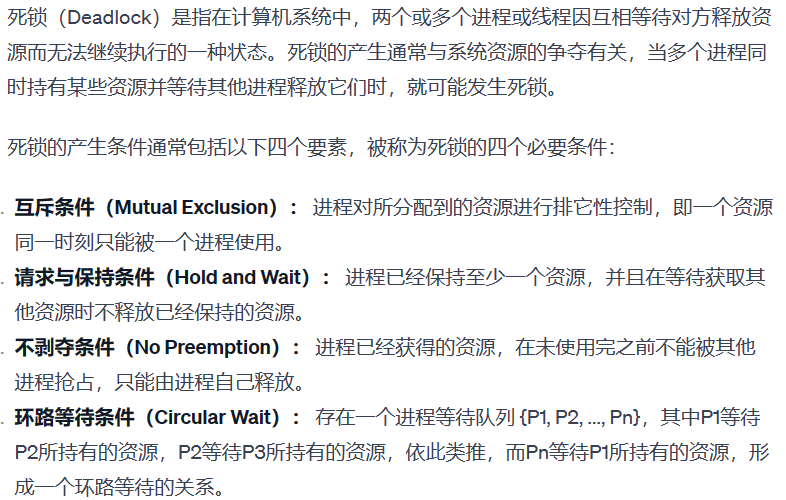 死锁（Deadlock）是指在计算机系统中，两个或多个进程或线程因互相等待对方释放资
源而无法继续执行的一种状态。死锁的产生通常与系统资源的争夺有关，当多个进程同
时持有某些资源并等待其他进程释放它们时，就可能发生死锁。
死锁的产生条件通常包括以下四个要素，被称为死锁的四个必要条件：
. 互斥条件（Mutual Exclusion）： 进程对所分配到的资源进行排它性控制，即一个资源
同一时刻只能被一个进程使用。
. 请求与保持条件（Hold and Wait）： 进程已经保持至少一个资源，并且在等待获取其
他资源时不释放已经保持的资源。
. 不剥夺条件（No Preemption）： 进程已经获得的资源，在未使用完之前不能被其他
进程抢占，只能由进程自己释放。
. 环路等待条件（Circular Wait）： 存在一个进程等待队列 {P1, P2, ..., Pn}，其中P1等待
P2所持有的资源，P2等待P3所持有的资源，依此类推，而Pn等待P1所持有的资源，形
成一个环路等待的关系。